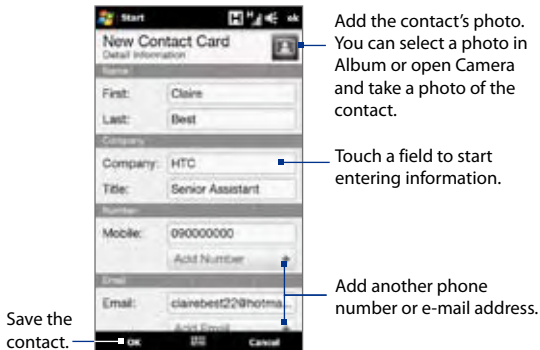 Start
ok
New Contact Card
Detail Information
Name
First: Claire
Last: Best
Company
Company: HTC
Title: Senior Assistant
Number
Mobile: 090000000
Add Number
Email
Email: clairebest22@hotma...
Add Email
OK
Cancel
Add the contact's photo.
You can select a photo in
Album or open Camera
and take a photo of the
contact.
Touch a field to start
entering information.
Add another phone
number or e-mail address.
Save the
contact.